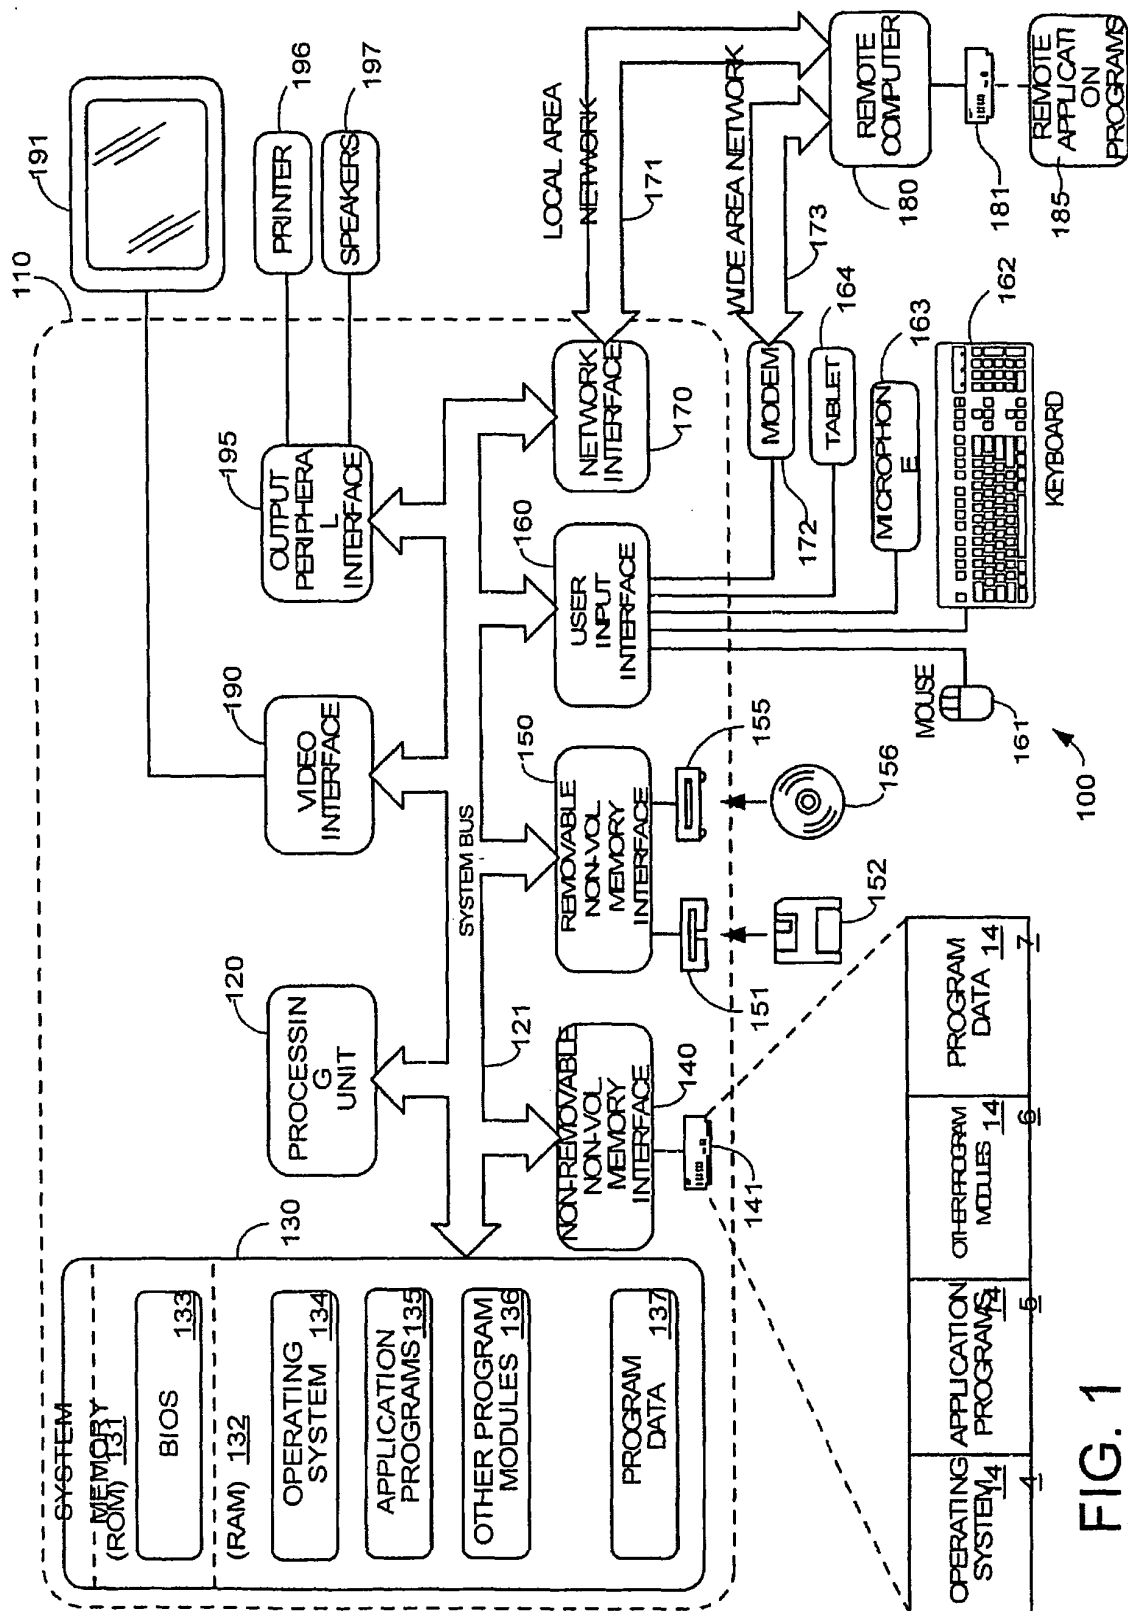 SYSTEM
MEMORY
(ROM) 131
BIOS
133
(RAM) 132
OPERATING
SYSTEM
134
APPLICATION
PROGRAMS
135
OTHER PROGRAM
MODULES
136
PROGRAM
DATA
137
130
PROCESSIN
G
UNIT
120
VIDEO
INTERFACE
190
OUTPUT
PERIPHERA
L
INTERFACE
195
110
191
PRINTER
196
SPEAKERS
197
SYSTEM BUS
121
NON-REMOVABLE
NON-VOL
MEMORY
INTERFACE
140
REMOVABLE
NON-VOL
MEMORY
INTERFACE
150
USER
INPUT
INTERFACE
160
NETWORK
INTERFACE
170
LOCAL AREA
NETWORK
171
WIDE AREA NETWORK
173
141
151
155
152
156
MODEM
172
TABLET
164
MICROPHON
E
163
162
KEYBOARD
MOUSE
161
100
REMOTE
COMPUTER
180
181
REMOTE
APPLICATI
ON
PROGRAMS
185
OPERATING
SYSTEM
14
4
APPLICATION
PROGRAMS
14
5
OTHER PROGRAM
MODULES
14
6
PROGRAM
DATA
14
7
FIG. 1